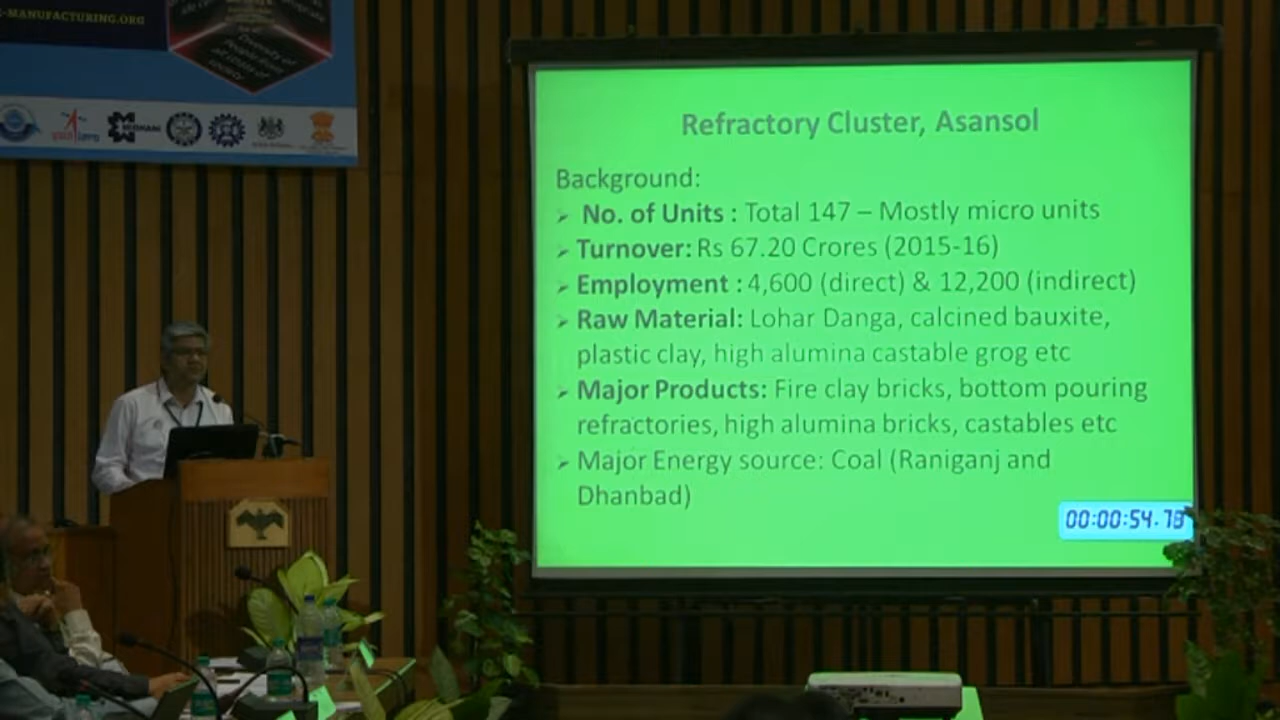 -MANUFACTURING.ORG
Diversity of
Refractory Cluster, Asansol
Background:
➢ No. of Units : Total 147 – Mostly micro units
➢ Turnover: Rs 67.20 Crores (2015-16)
➢ Employment : 4,600 (direct) & 12,200 (indirect)
➢ Raw Material: Lohar Danga, calcined bauxite,
plastic clay, high alumina castable grog etc
➢ Major Products: Fire clay bricks, bottom pouring
refractories, high alumina bricks, castables etc
➢ Major Energy source: Coal (Raniganj and
Dhanbad)
00:00:54.78